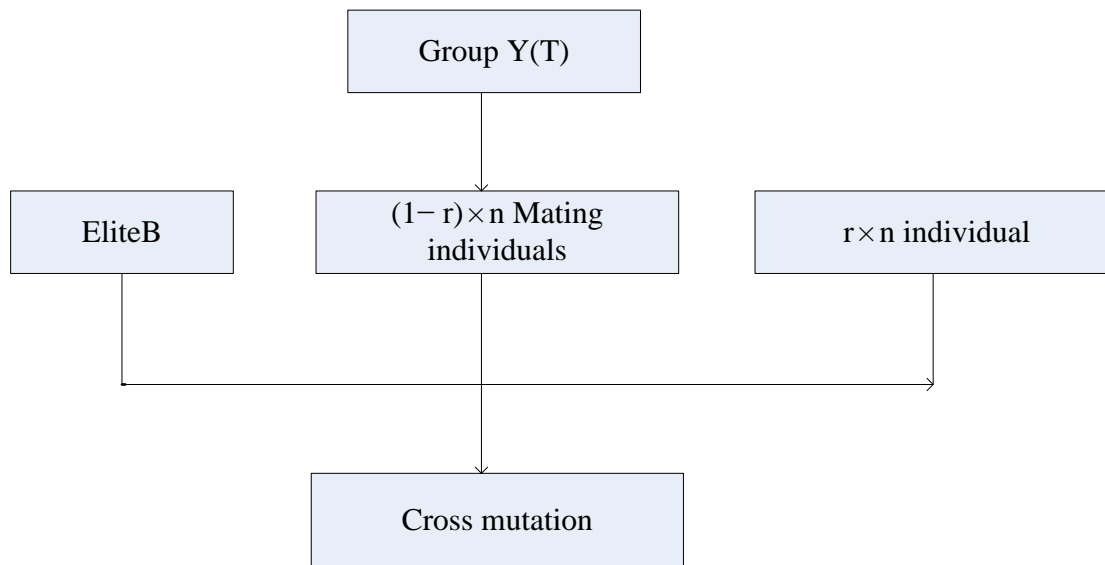 Group Y(T)
EliteB
(1− r)×n Mating
individuals
r×n individual
Cross mutation